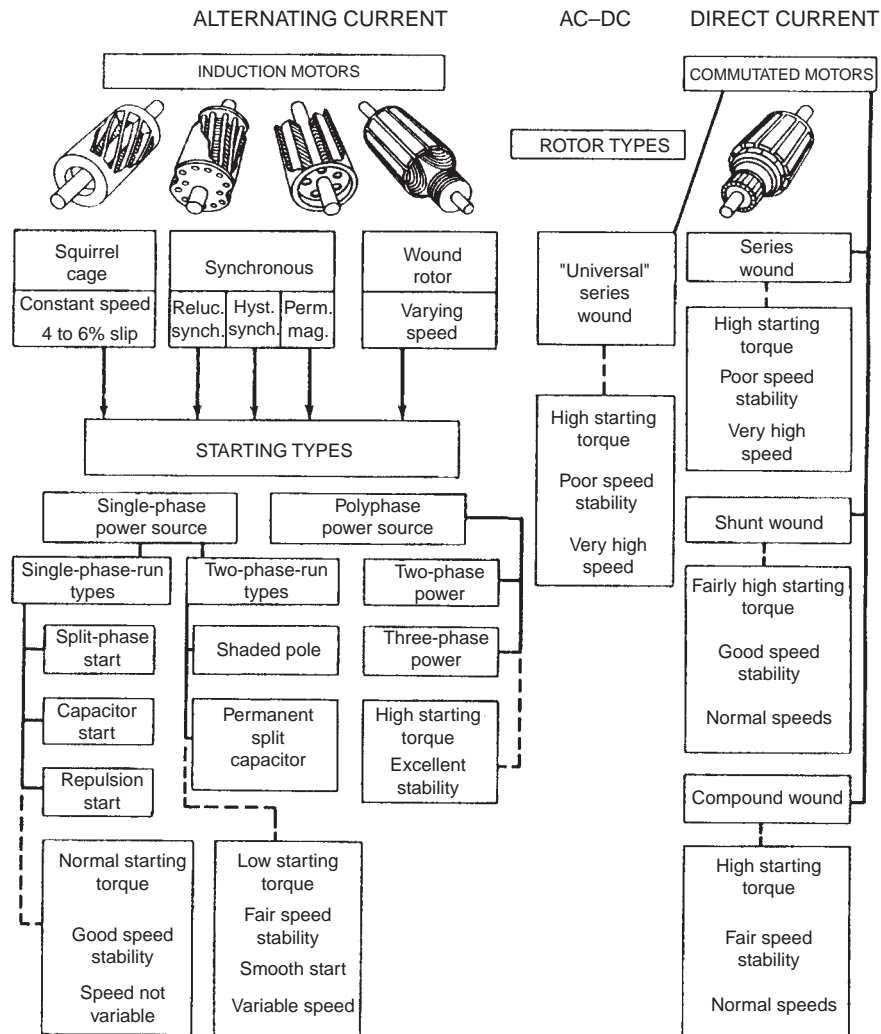 ALTERNATING CURRENT
AC–DC
DIRECT CURRENT
INDUCTION MOTORS
COMMUTATED MOTORS
ROTOR TYPES
Squirrel
cage
Constant speed
4 to 6% slip
Synchronous
Reluc.
synch.
Hyst.
synch.
Perm.
mag.
Wound
rotor
Varying
speed
"Universal"
series
wound
Series
wound
High starting
torque
Poor speed
stability
Very high
speed
High starting
torque
Poor speed
stability
Very high
speed
STARTING TYPES
Single-phase
power source
Polyphase
power source
Single-phase-run
types
Two-phase-run
types
Two-phase
power
Split-phase
start
Shaded pole
Three-phase
power
Capacitor
start
Permanent
split
capacitor
High starting
torque
Excellent
stability
Repulsion
start
Normal starting
torque
Good speed
stability
Speed not
variable
Low starting
torque
Fair speed
stability
Smooth start
Variable speed
Shunt wound
Fairly high starting
torque
Good speed
stability
Normal speeds
Compound wound
High starting
torque
Fair speed
stability
Normal speeds